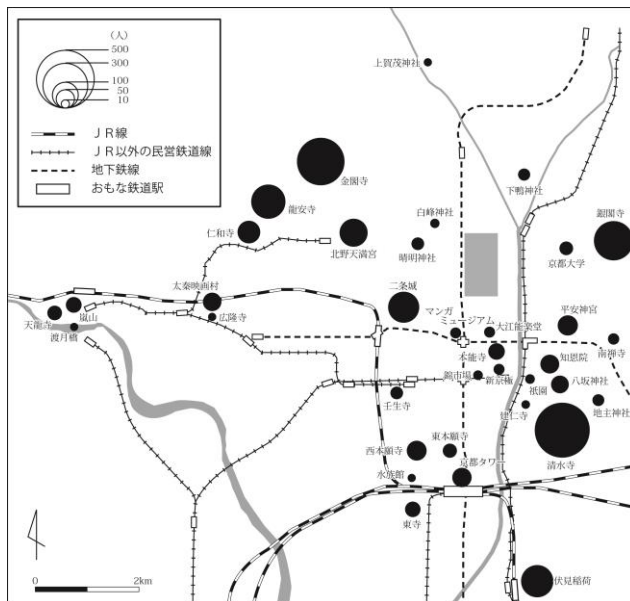 （人）
500
300
100
50
10
ＪＲ線
ＪＲ以外の民営鉄道線
地下鉄線
おもな鉄道駅
上賀茂神社
金閣寺
下鴨神社
龍安寺
白峰神社
銀閣寺
仁和寺
北野天満宮
晴明神社
京都大学
太秦映画村
二条城
嵐山
天龍寺
広隆寺
マンガ
ミュージアム
大江能楽堂
平安神宮
渡月橋
本能寺
南禅寺
知恩院
錦市場
新京極
祇園
八坂神社
壬生寺
建仁寺
地主神社
西本願寺
東本願寺
京都タワー
清水寺
水族館
東寺
伏見稲荷
0
2km